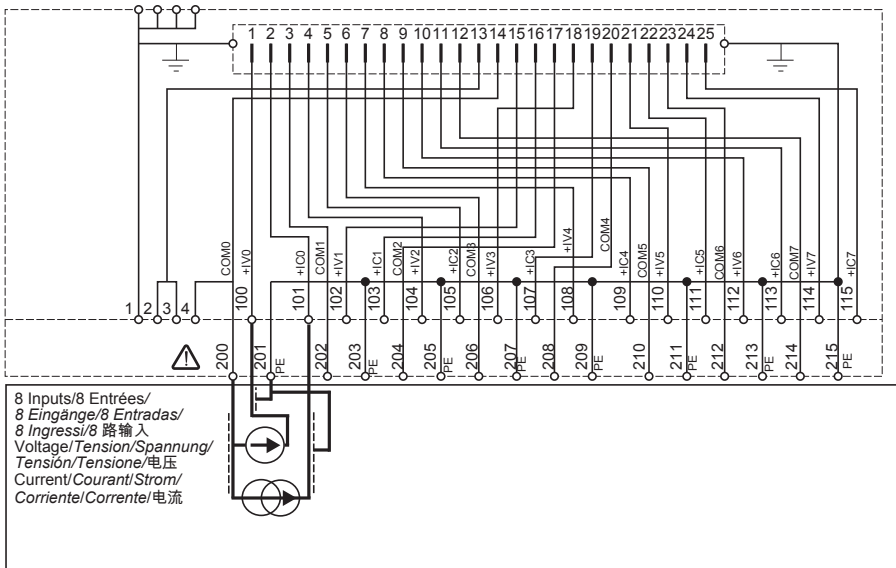 1 2 3 4 5 6 7 8 9 10 11 12 13 14 15 16 17 18 19 20 21 22 23 24 25
COM0 +IV0 +IC0 COM1 +IV1 +IC1 COM2 +IV2 +IC2 COM3 +IV3 +IC3 +IV4 COM4 +IC4 COM5 +IV5 +IC5 COM6 +IV6 +IC6 COM7 +IV7 +IC7
1 2 3 4 100 101 102 103 104 105 106 107 108 109 110 111 112 113 114 115
200 201 PE 202 203 PE 204 205 PE 206 207 PE 208 209 PE 210 211 PE 212 213 PE 214 215 PE
8 Inputs/8 Entrées/
8 Eingänge/8 Entradas/
8 Ingressi/8 路输入
Voltage/Tension/Spannung/
Tensión/Tensione/电压
Current/Courant/Strom/
Corriente/Corrente/电流